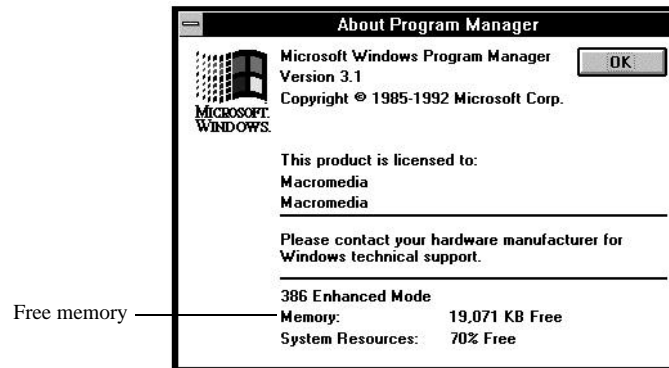 About Program Manager
Microsoft Windows Program Manager
OK
Version 3.1
Copyright © 1985-1992 Microsoft Corp.
MICROSOFT.
WINDOWS.
This product is licensed to:
Macromedia
Macromedia
Please contact your hardware manufacturer for
Windows technical support.
386 Enhanced Mode
Free memory
Memory: 19,071 KB Free
System Resources: 70% Free